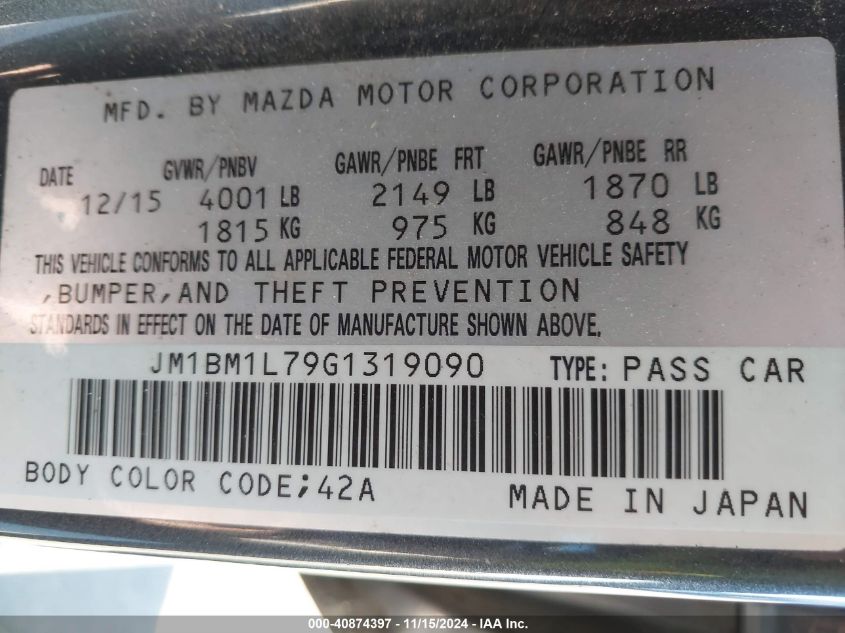 MFD. BY MAZDA MOTOR CORPORATION
DATE GVWR/PNBV GAWR/PNBE FRT GAWR/PNBE RR
12/15 4001 LB 2149 LB 1870 LB
1815 KG 975 KG 848 KG
THIS VEHICLE CONFORMS TO ALL APPLICABLE FEDERAL MOTOR VEHICLE SAFETY
,BUMPER,AND THEFT PREVENTION
STANDARDS IN EFFECT ON THE DATE OF MANUFACTURE SHOWN ABOVE.
JM1BM1L79G1319090 TYPE: PASS CAR
BODY COLOR CODE;42A MADE IN JAPAN
©-40874397 - 11/15/2024 - IAA Inc.